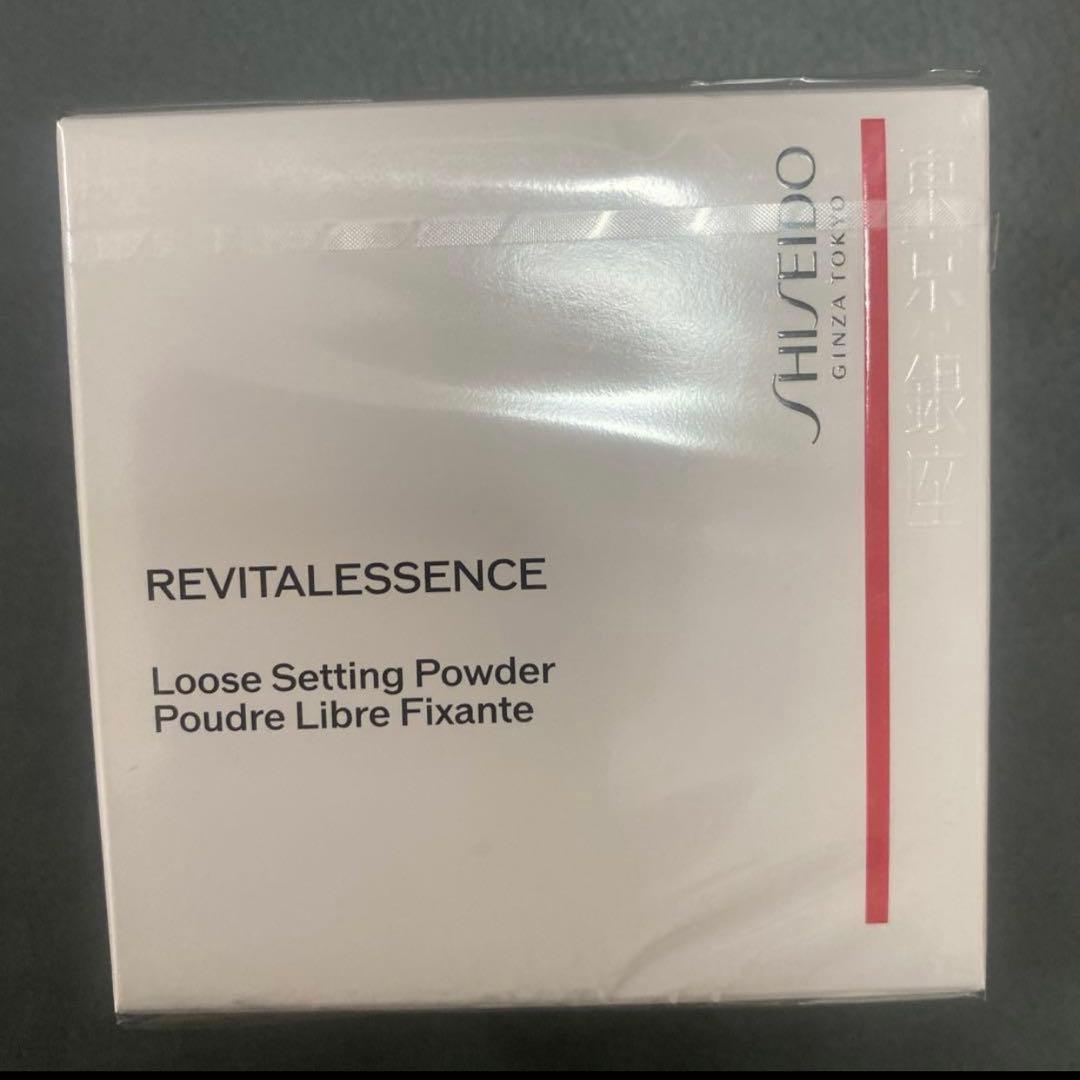 SHISEIDO
GINZA TOKYO
東京銀座
REVITALESSENCE
Loose Setting Powder
Poudre Libre Fixante